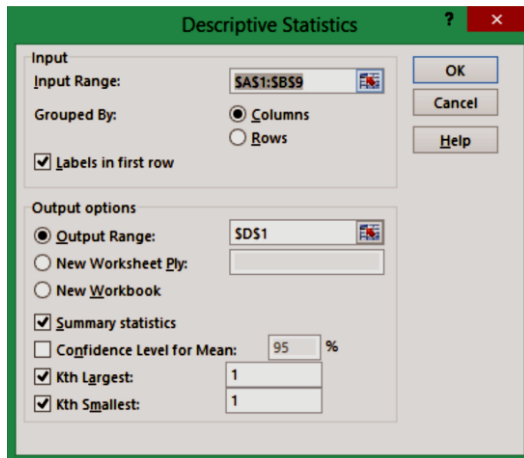 Descriptive Statistics ? ×
Input
Input Range: $A$1:$B$9
Grouped By: Columns
Rows
Labels in first row
OK
Cancel
Help
Output options
Output Range: $D$1
New Worksheet Ply:
New Workbook
Summary statistics
Confidence Level for Mean: 95 %
Kth Largest: 1
Kth Smallest: 1